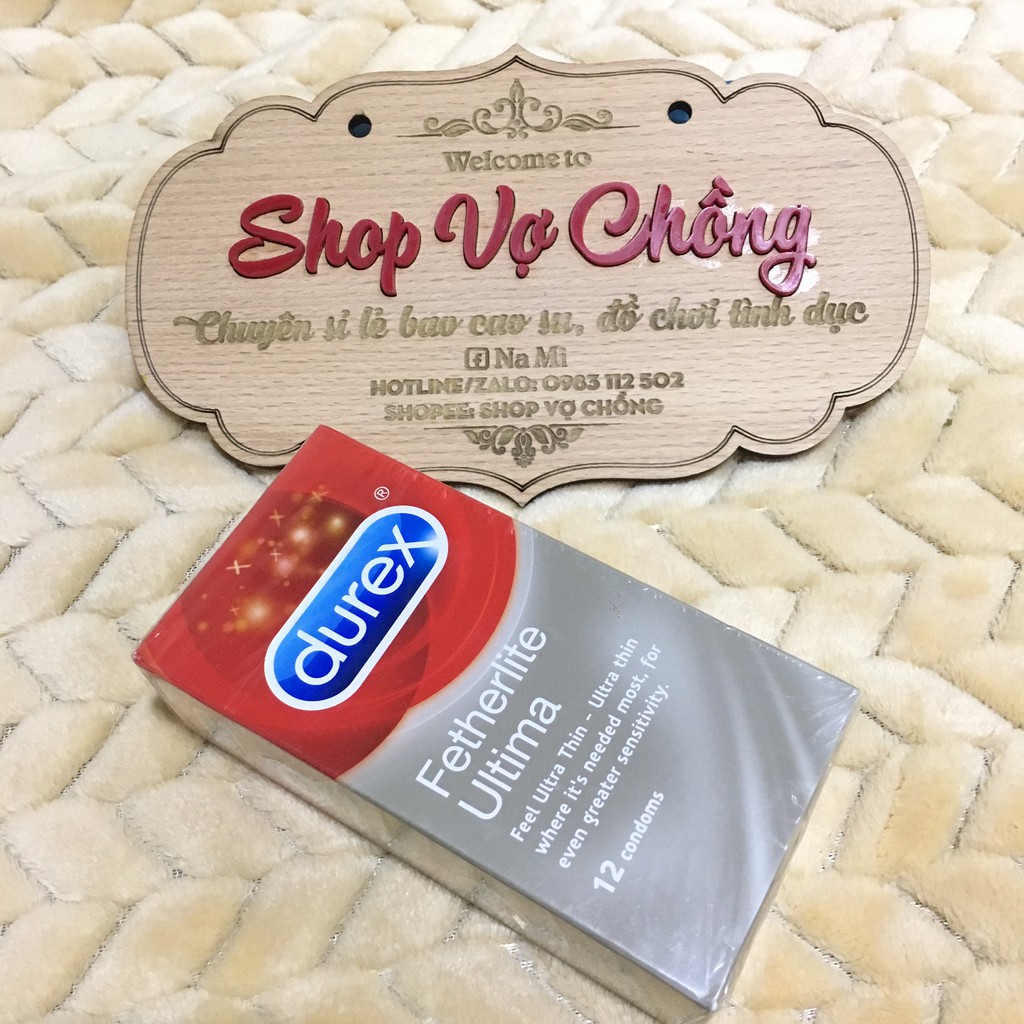 Welcome to
Shop Vợ Chồng
Chuyên sỉ lẻ bao cao su, đồ chơi tình dục
Na Mi
HOTLINE/ZALO: 0983 112 502
SHOPEE: SHOP VỢ CHỒNG
®
durex
Fetherlite
Ultima
Feel Ultra Thin - Ultra thin
where it's needed most, for
even greater sensitivity.
12 condoms